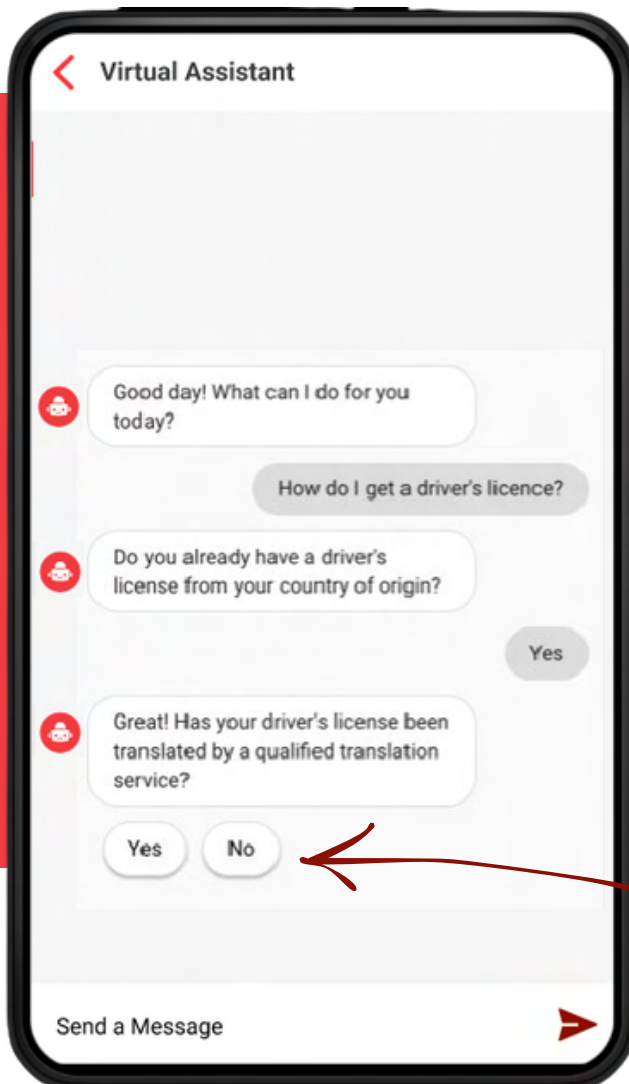 Virtual Assistant
Good day! What can I do for you
today?
How do I get a driver's licence?
Do you already have a driver's
license from your country of origin?
Yes
Great! Has your driver's license been
translated by a qualified translation
service?
Yes No
Send a Message